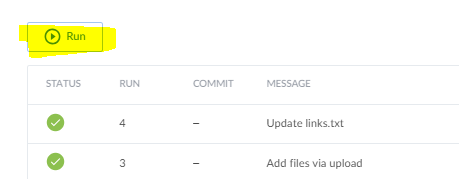 Run
STATUS RUN COMMIT MESSAGE
4 – Update links.txt
3 – Add files via upload